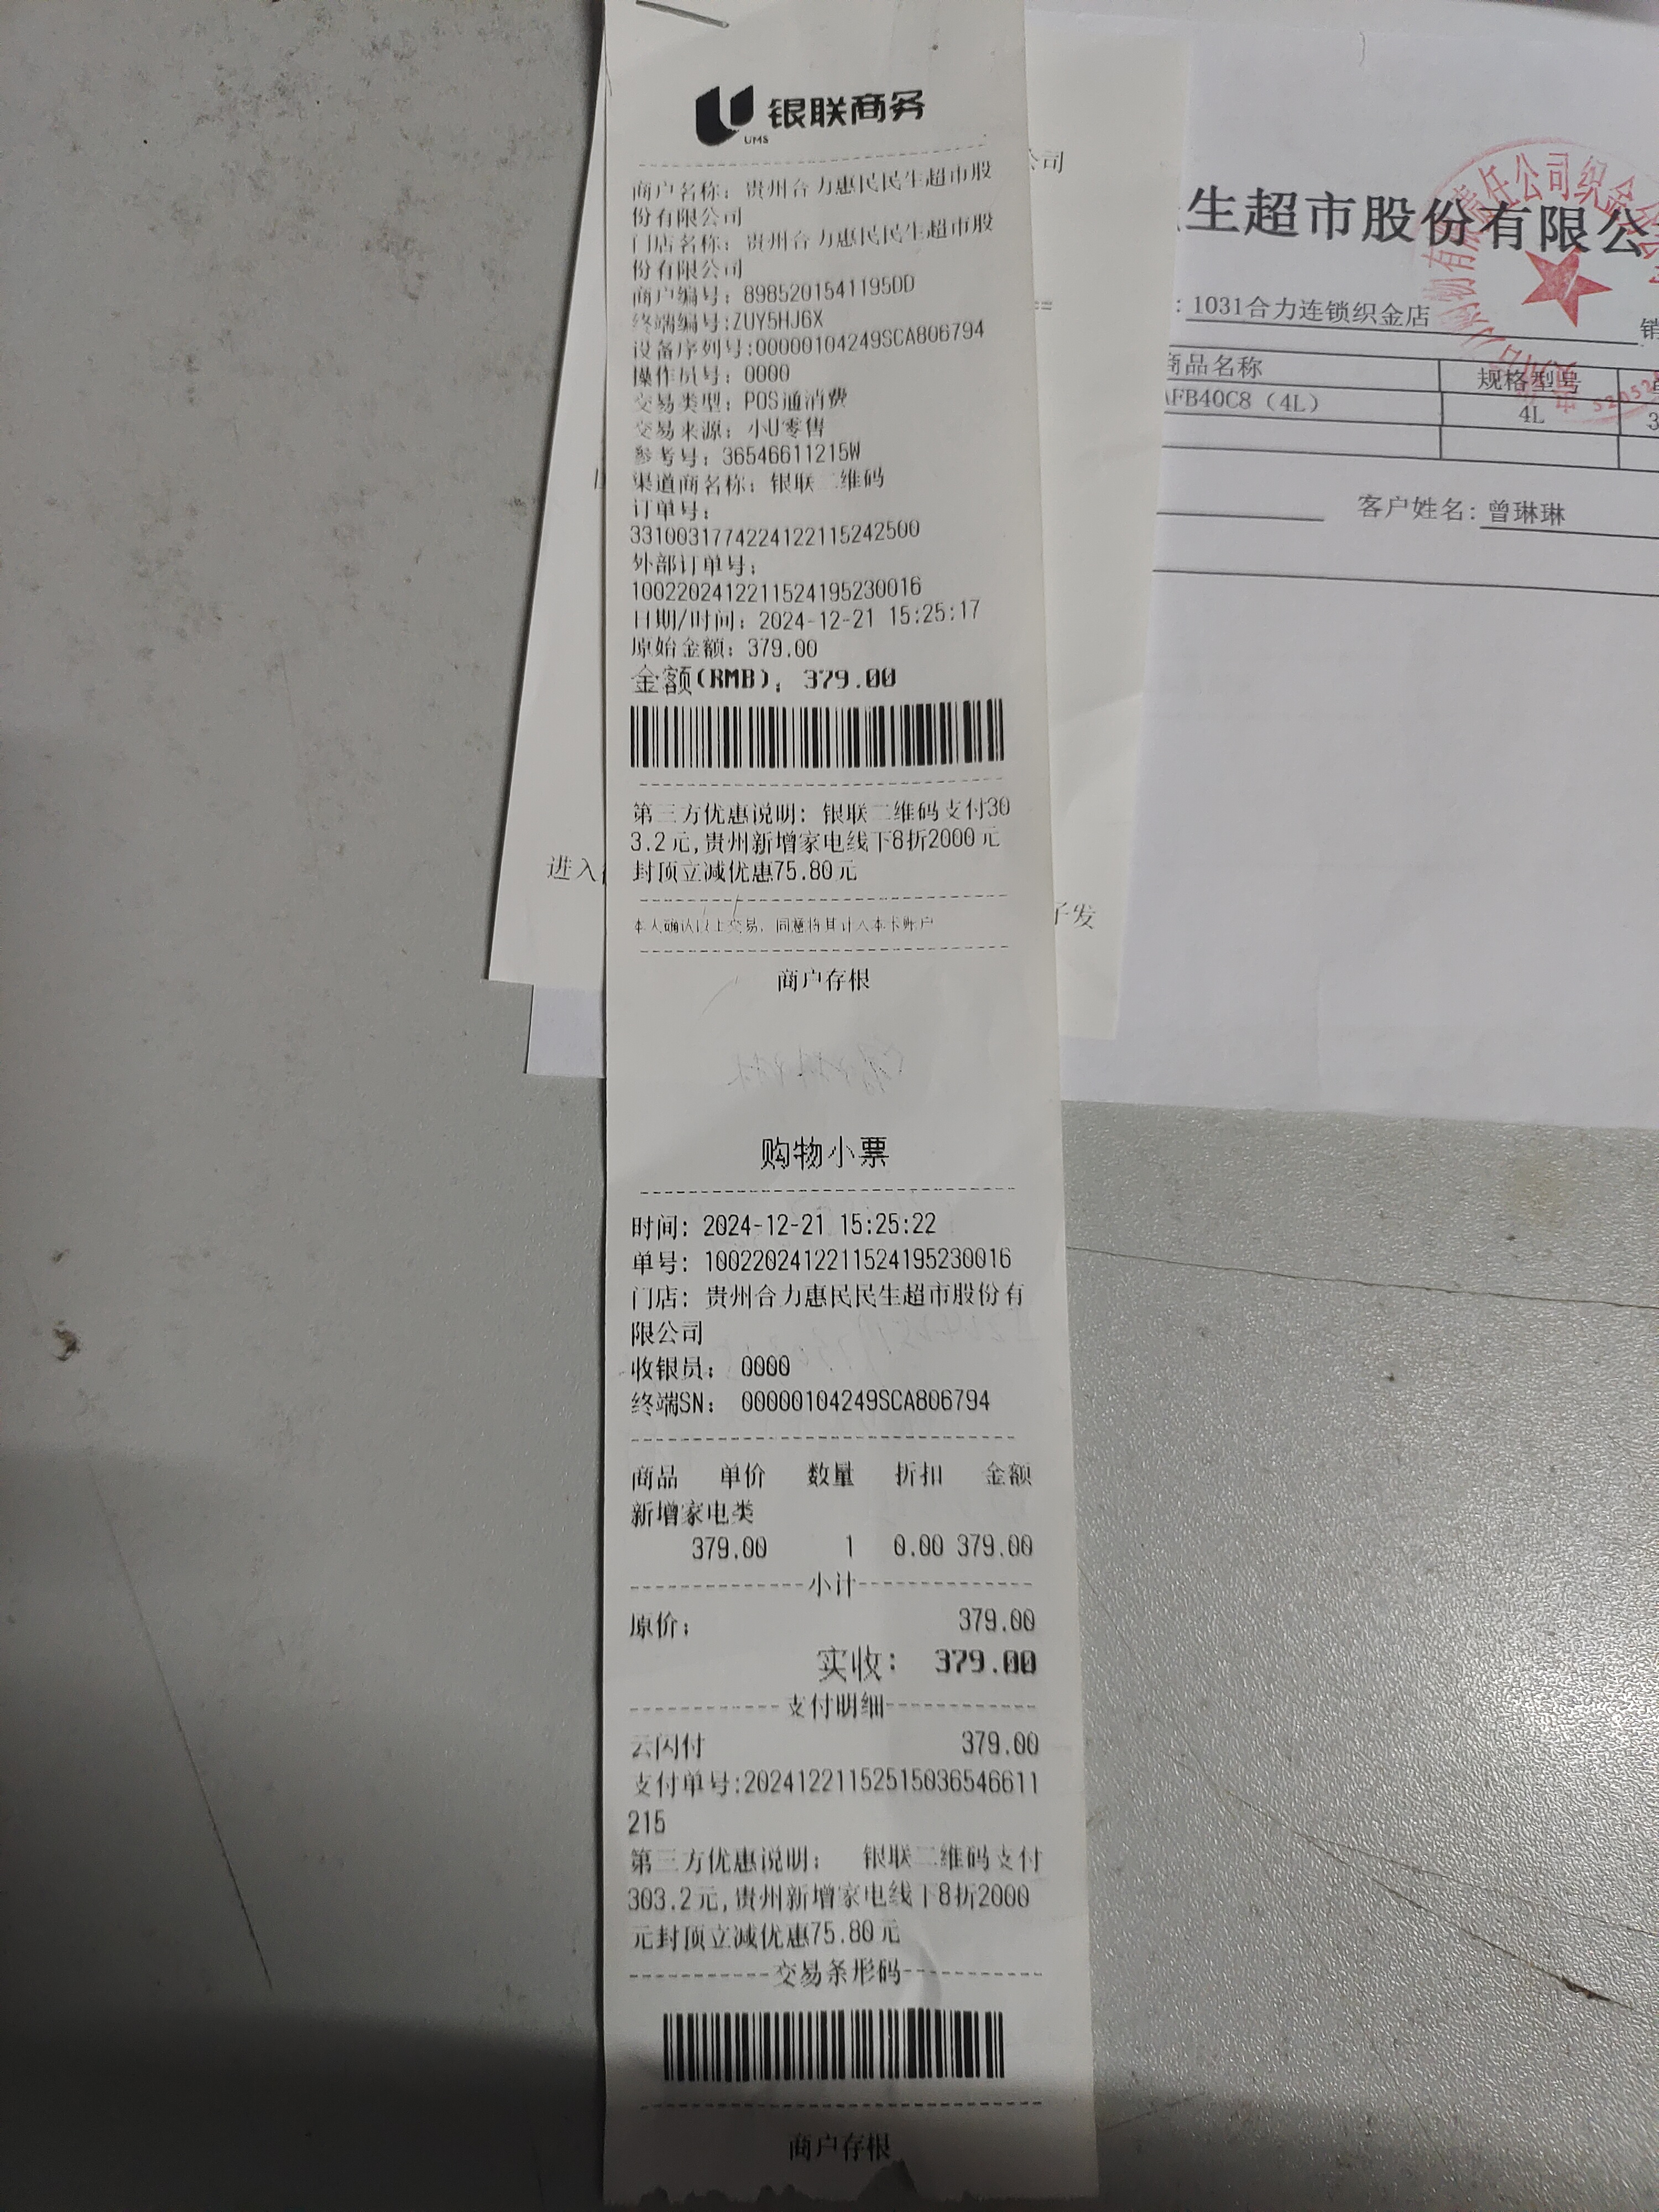 银联商务
UMS
商户名称：贵州合力惠民民生超市股
份有限公司
门店名称：贵州合力惠民民生超市股
份有限公司
商户编号：8985201541195DD
终端编号:ZUY5HJ6X
设备序列号:00000104249SCA806794
操作员号：0000
交易类型：POS通消费
交易来源：小U零售
参考号：36546611215W
渠道商名称：银联二维码
订单号：
33100317742241221152425​00
外部订单号：
10022024122115241952300​16
日期/时间：2024-12-21 15:25:17
原始金额：379.00
金额(RMB)：379.00
第三方优惠说明：银联二维码支付30
3.2元,贵州新增家电线下8折2000元
封顶立减优惠75.80元
本人确认以上交易，同意将其计入本卡账户
商户存根
购物小票
时间：2024-12-21 15:25:22
单号：1002202412211524195230016
门店：贵州合力惠民民生超市股份有
限公司
收银员：0000
终端SN：00000104249SCA806794
商品 单价 数量 折扣 金额
新增家电类
379.00 1 0.00 379.00
小计
原价： 379.00
实收： 379.00
支付明细
云闪付 379.00
支付单号:202412211525150365466​11
215
第三方优惠说明： 银联二维码支付
303.2元,贵州新增家电线下8折2000
元封顶立减优惠75.80元
交易条形码
商户存根
公司
生超市股份有限公
：1031合力连锁织金店
销
商品名称 规格型号
AFB40C8（4L） 4L 3
客户姓名：曾琳琳
进入
子发